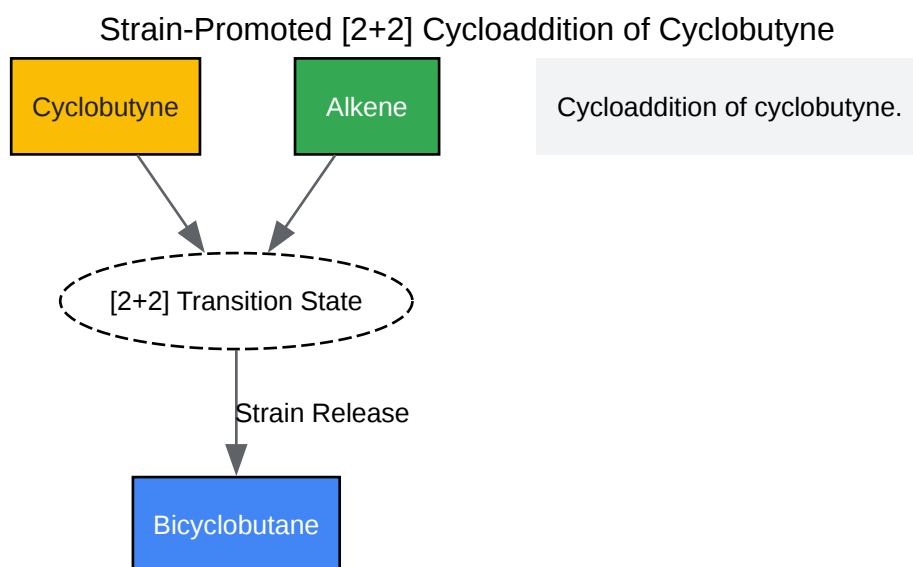 Strain-Promoted [2+2] Cycloaddition of Cyclobutyne
Cyclobutyne
Alkene
Cycloaddition of cyclobutyne.
[2+2] Transition State
Strain Release
Bicyclobutane